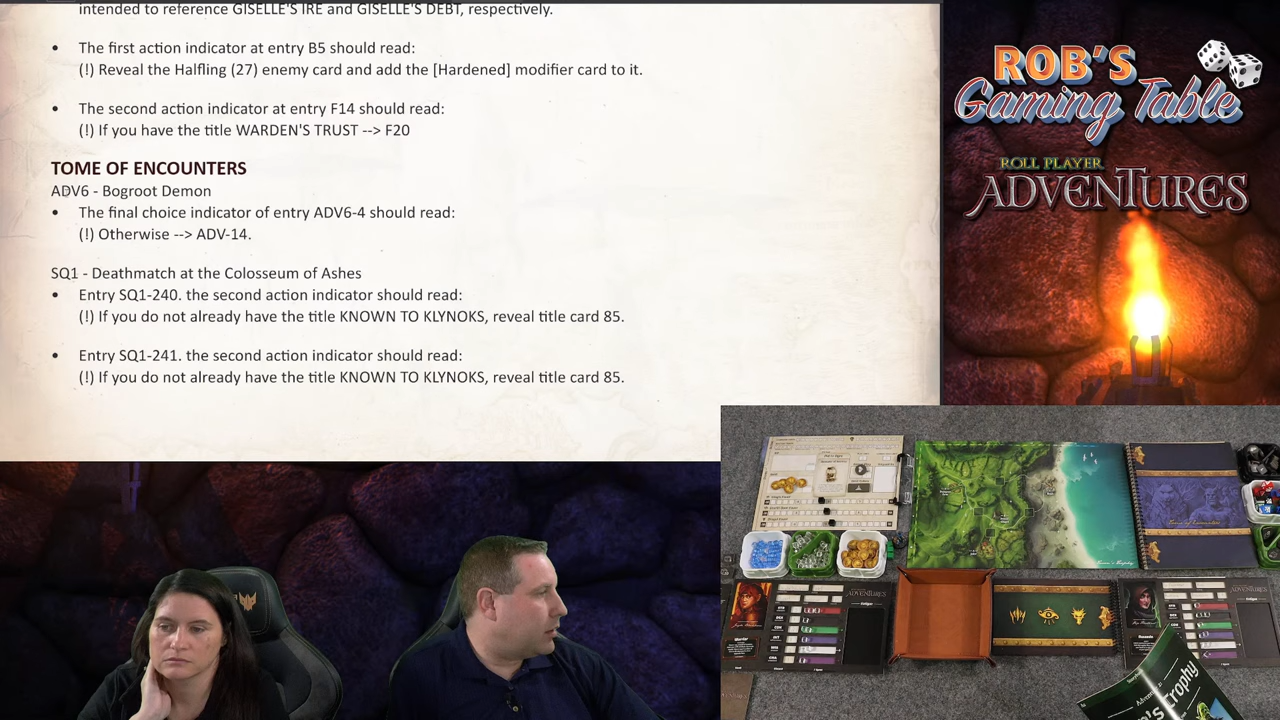 intended to reference GISELLE'S IRE and GISELLE'S DEBT, respectively.
• The first action indicator at entry B5 should read:
(!) Reveal the Halfling (27) enemy card and add the [Hardened] modifier card to it.
• The second action indicator at entry F14 should read:
(!) If you have the title WARDEN'S TRUST --> F20
TOME OF ENCOUNTERS
ADV6 - Bogroot Demon
• The final choice indicator of entry ADV6-4 should read:
(!) Otherwise --> ADV-14.
SQ1 - Deathmatch at the Colosseum of Ashes
• Entry SQ1-240. the second action indicator should read:
(!) If you do not already have the title KNOWN TO KLYNOKS, reveal title card 85.
• Entry SQ1-241. the second action indicator should read:
(!) If you do not already have the title KNOWN TO KLYNOKS, reveal title card 85.
ROB'S
Gaming Table
ROLL PLAYER
ADVENTURES
ADVENTURES
ADVENTURES
Trophy